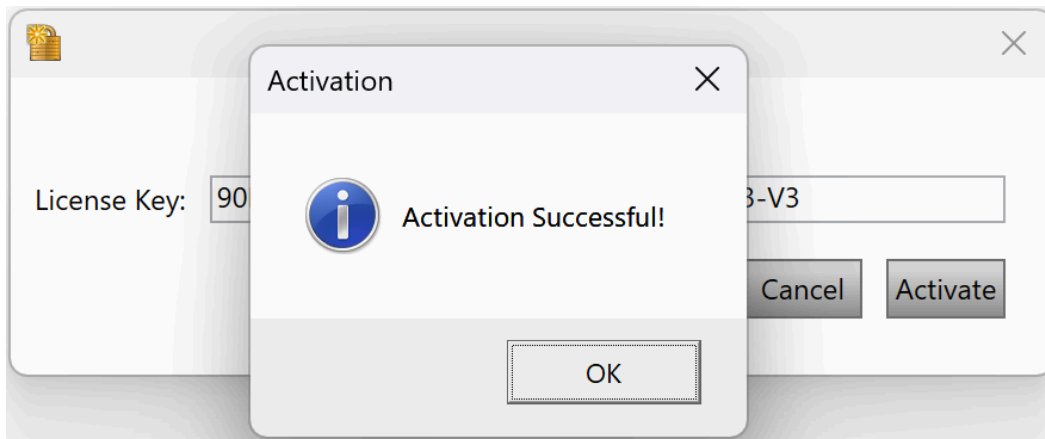 Activation
License Key: 90
3-V3
Activation Successful!
Cancel
Activate
OK